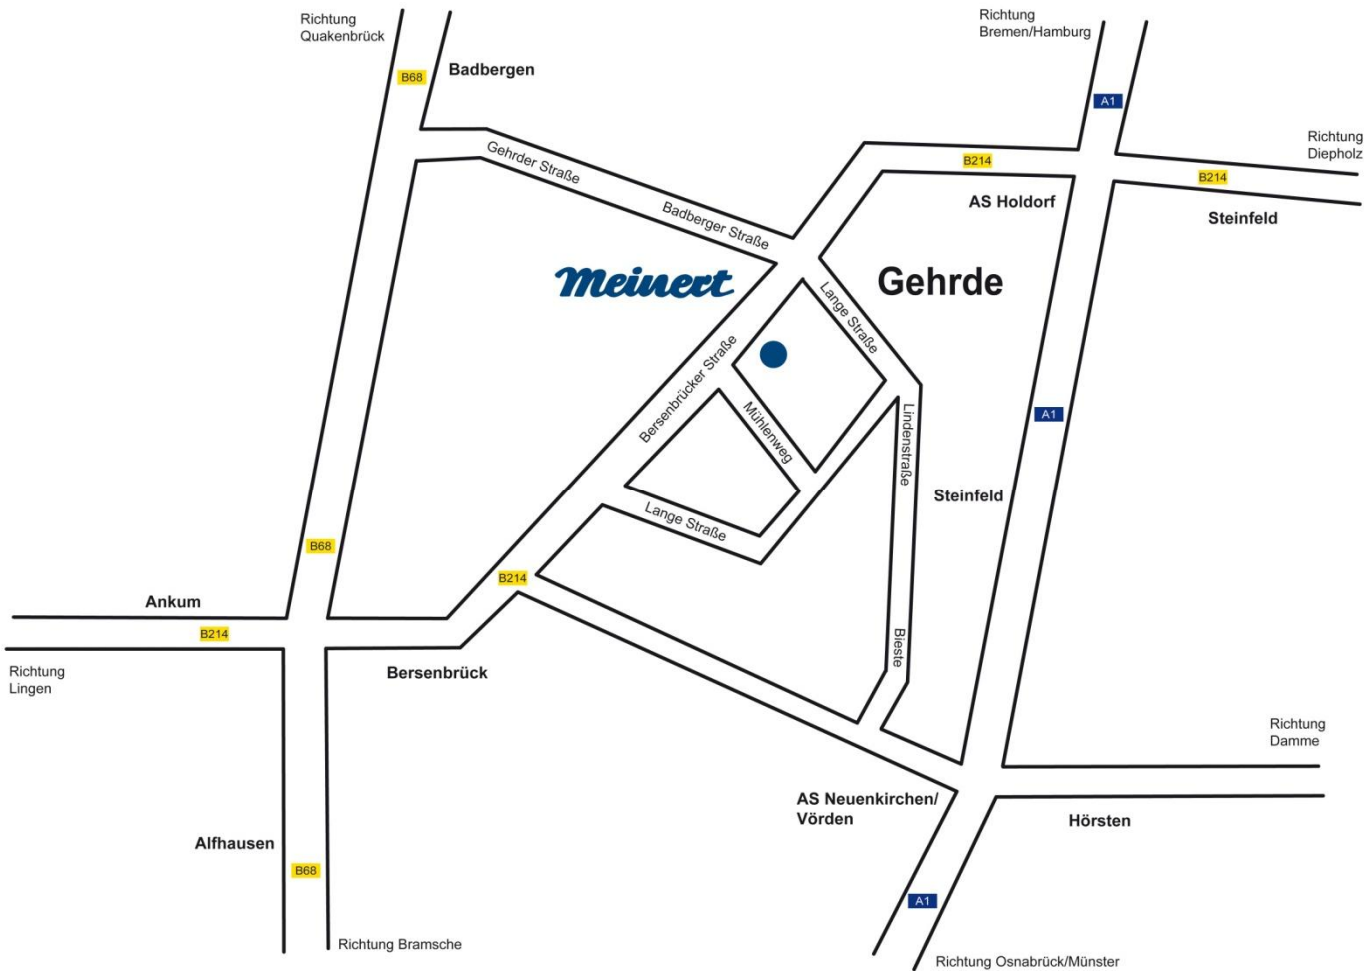 Richtung
Quakenbrück
Richtung
Bremen/Hamburg
B68
Badbergen
A1
Richtung
Diepholz
Gehrder Straße
B214
B214
AS Holdorf
Steinfeld
Badberger Straße
Meinert
Gehrde
Lange Straße
Bersenbrücker Straße
Mühlenweg
Lindenstraße
A1
Steinfeld
Lange Straße
B68
B214
Ankum
B214
Bieste
Richtung
Lingen
Bersenbrück
Richtung
Damme
AS Neuenkirchen/
Vörden
Hörsten
Alfhausen
B68
A1
Richtung Bramsche
Richtung Osnabrück/Münster